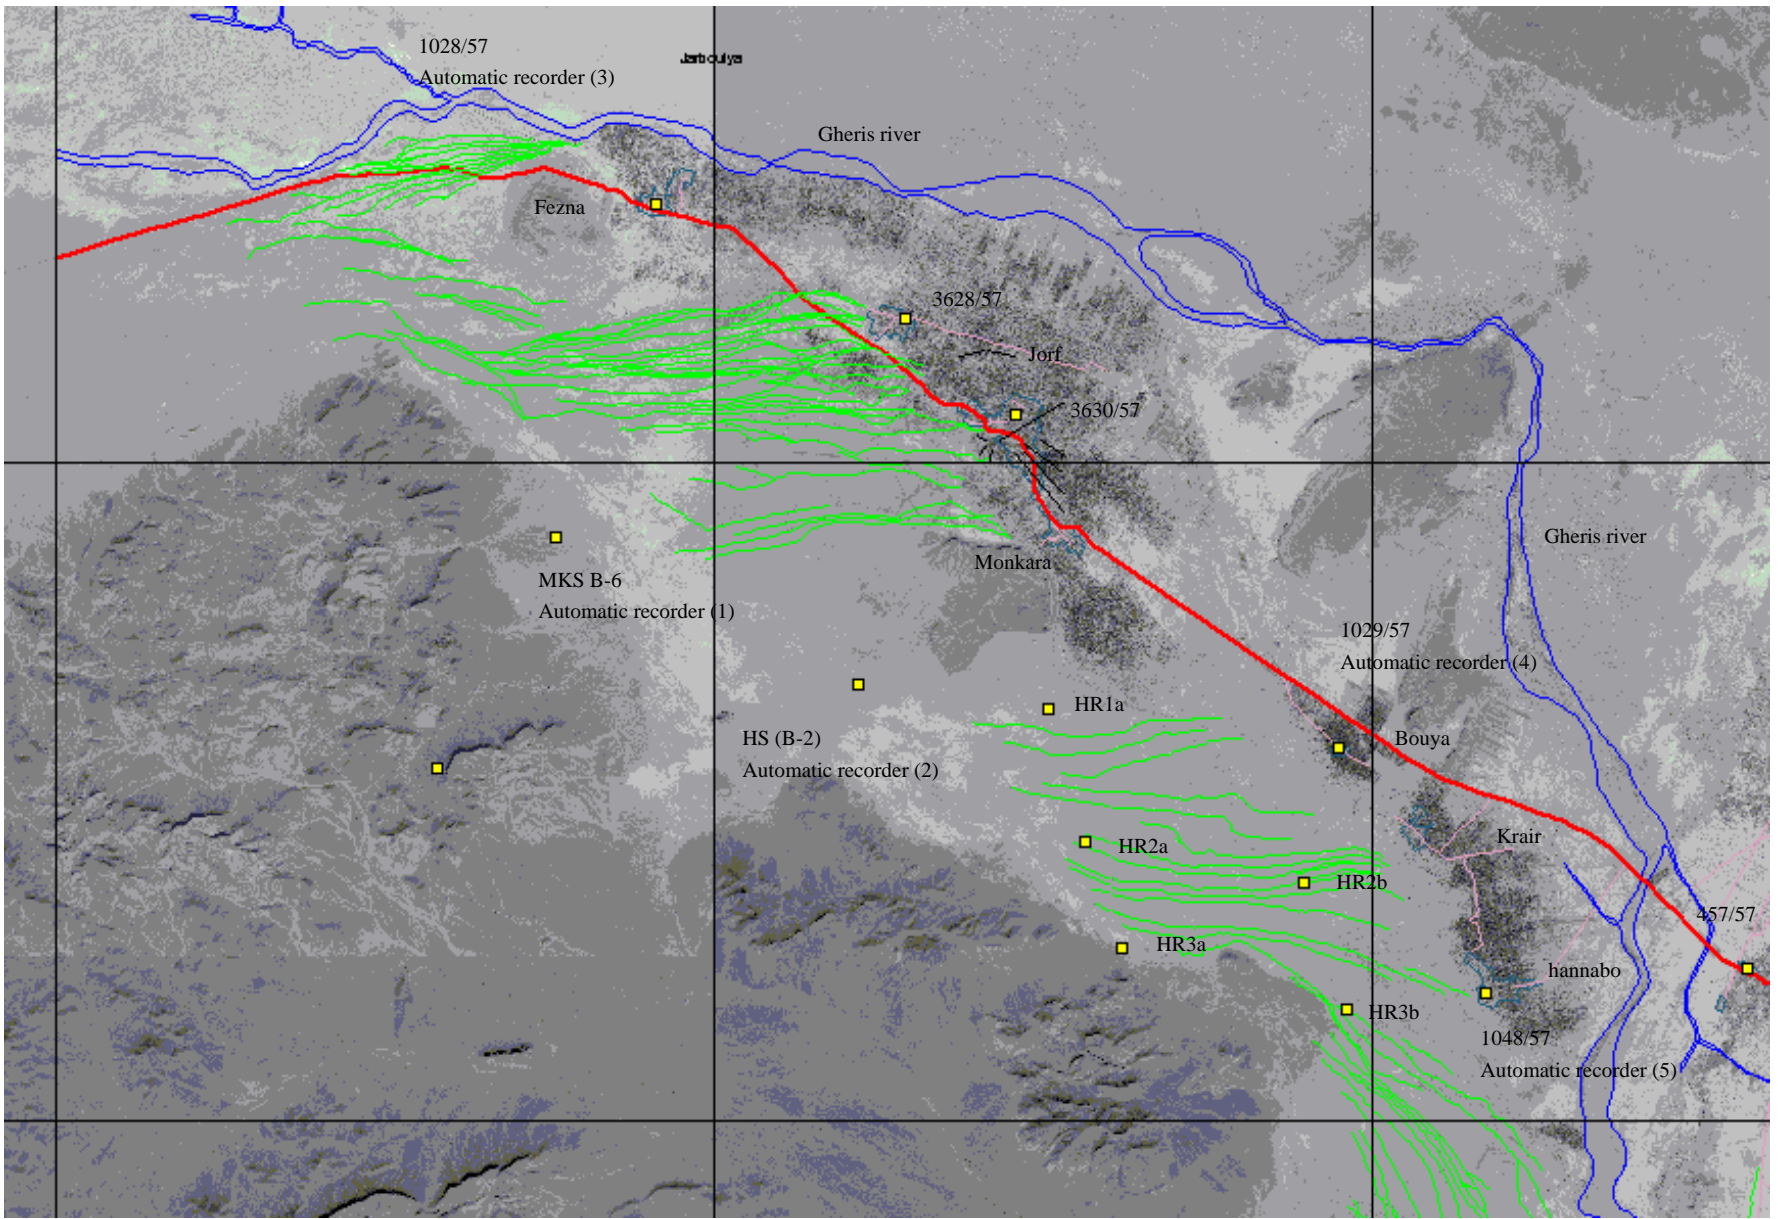 1028/57
Automatic recorder (3)
Jarbouiya
Gheris river
Fezna
3628/57
Jorf
3630/57
Gheris river
Monkara
MKS B-6
Automatic recorder (1)
1029/57
Automatic recorder (4)
HR1a
HS (B-2)
Automatic recorder (2)
Bouya
Krair
HR2a
HR2b
457/57
HR3a
hannabo
HR3b
1048/57
Automatic recorder (5)